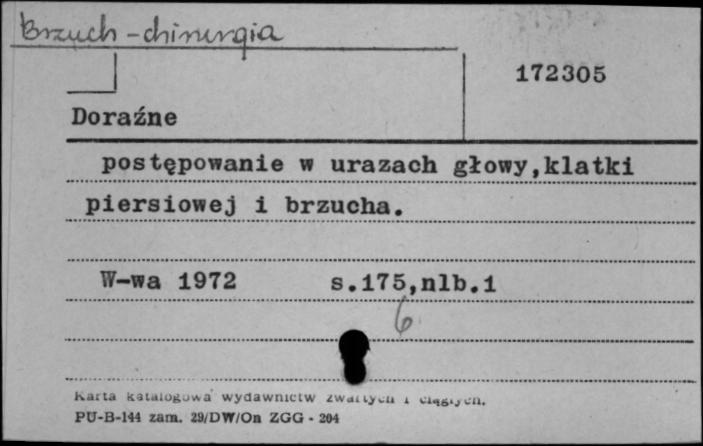 Brzuch - chirurgia
172305
Doraźne
postępowanie w urazach głowy,klatki
piersiowej i brzucha.
W-wa 1972 s.175,nlb.1
6
Karta katalogowa wydawnictw zwartych i ciągłych.
PU-B-144 zam. 29/DW/On ZGG - 204